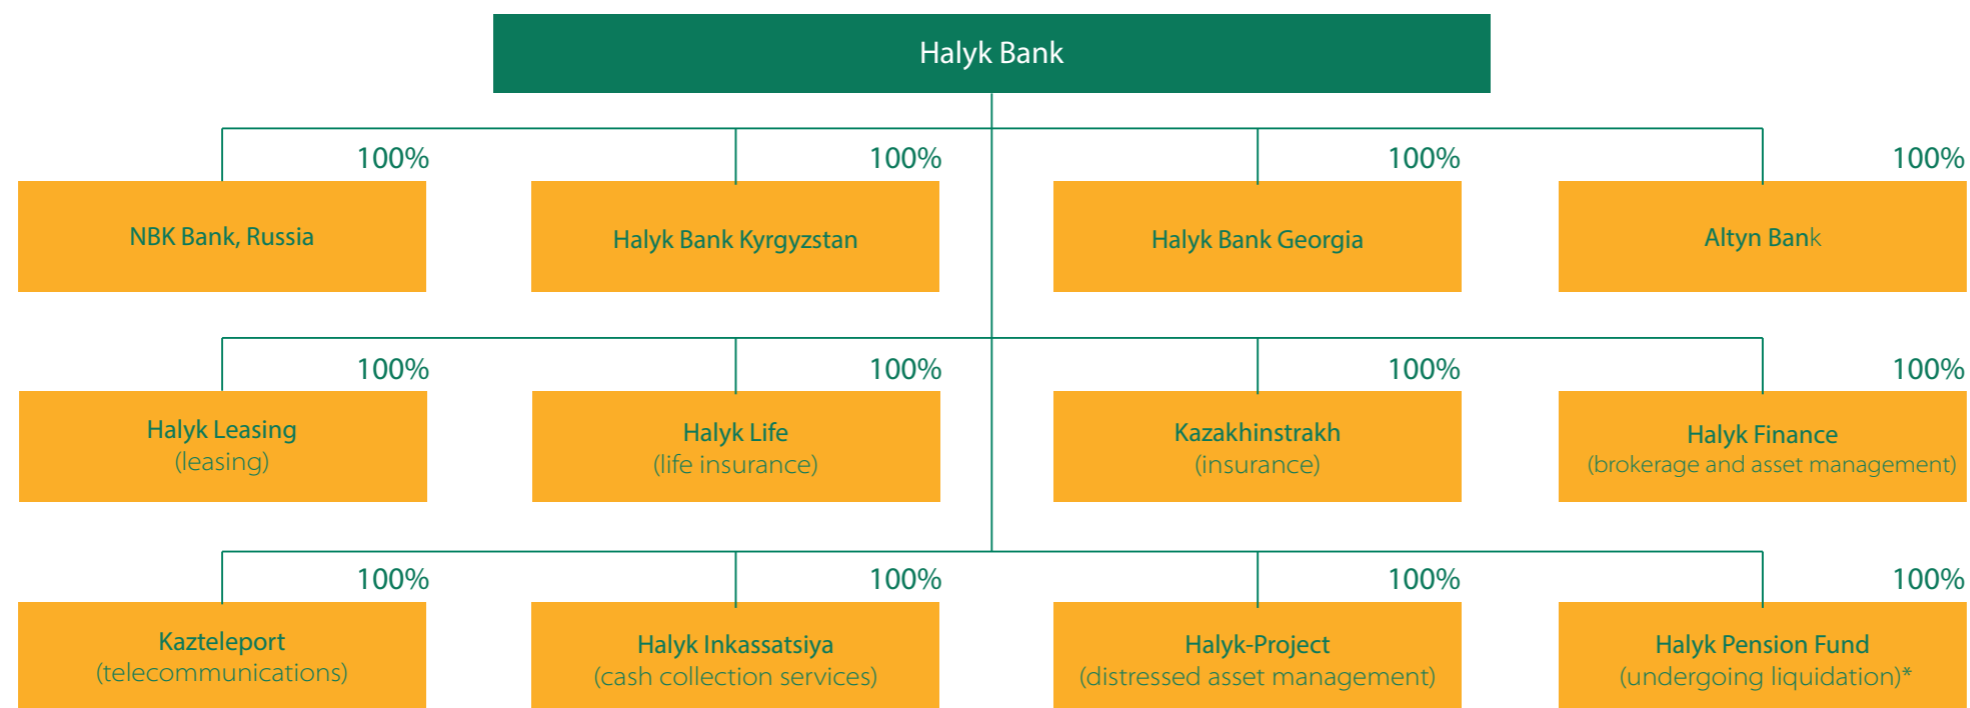 Halyk Bank
100%
100%
100%
100%
NBK Bank, Russia
Halyk Bank Kyrgyzstan
Halyk Bank Georgia
Altyn Bank
100%
100%
100%
100%
Halyk Leasing
(leasing)
Halyk Life
(life insurance)
Kazakhinstrakh
(insurance)
Halyk Finance
(brokerage and asset management)
100%
100%
100%
100%
Kazteleport
(telecommunications)
Halyk Inkassatsiya
(cash collection services)
Halyk-Project
(distressed asset management)
Halyk Pension Fund
(undergoing liquidation)*